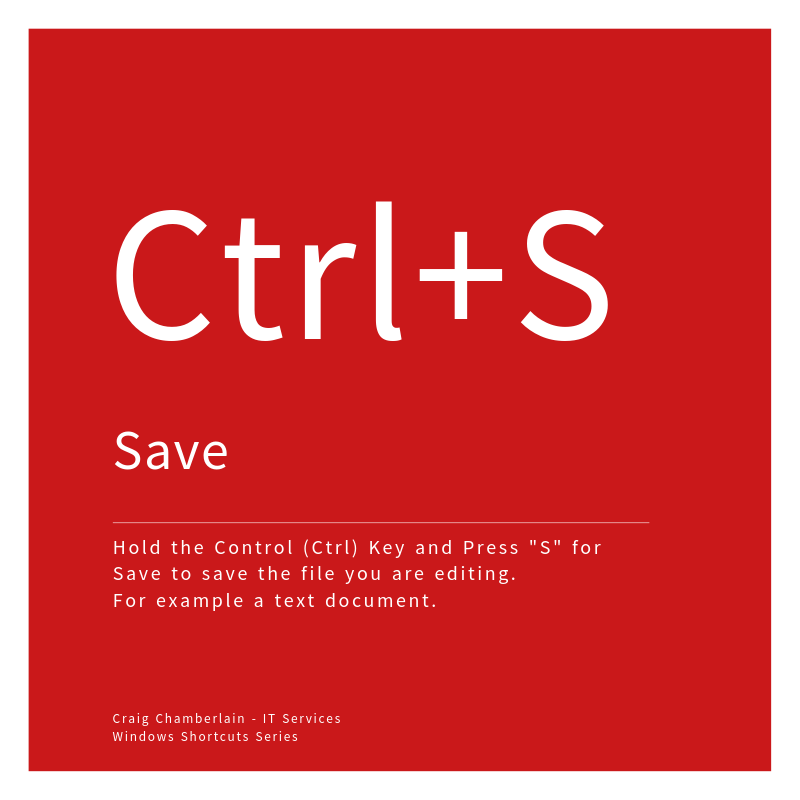 Ctrl+S
Save
Hold the Control (Ctrl) Key and Press "S" for
Save to save the file you are editing.
For example a text document.
Craig Chamberlain - IT Services
Windows Shortcuts Series